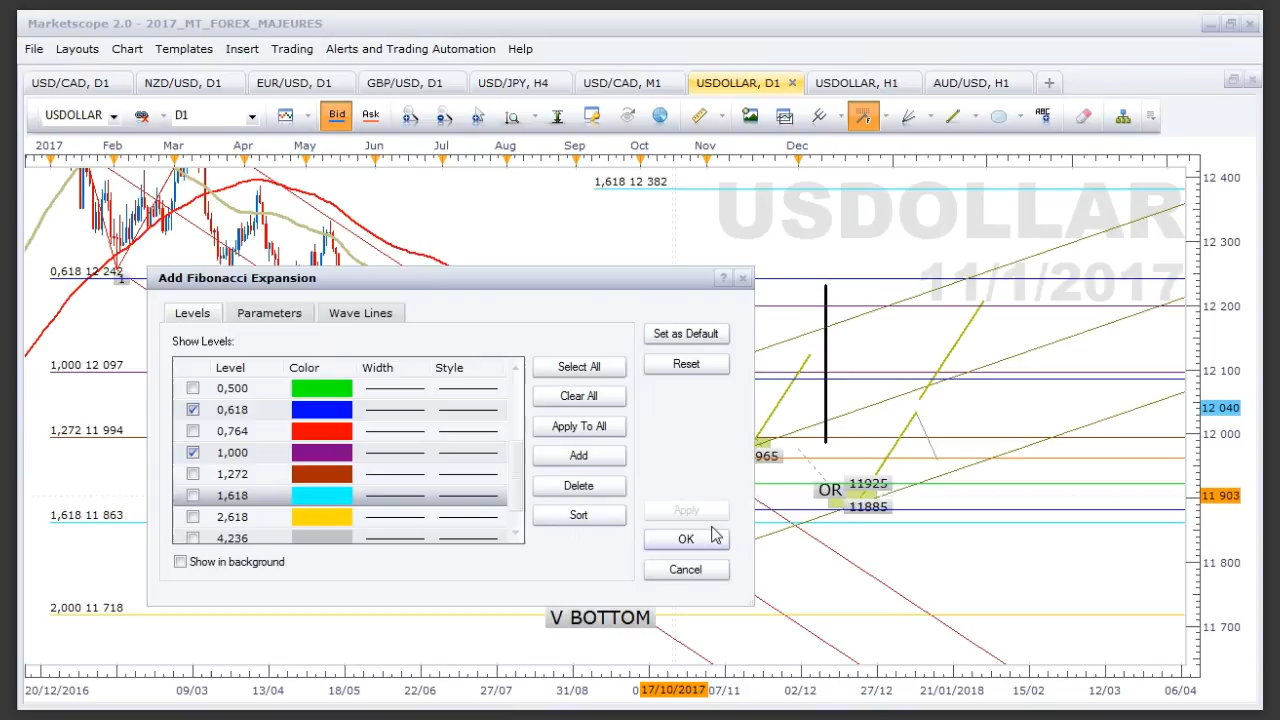 Marketscope 2.0 - 2017_MT_FOREX_MAJEURES
File Layouts Chart Templates Insert Trading Alerts and Trading Automation Help
USD/CAD, D1 NZD/USD, D1 EUR/USD, D1 GBP/USD, D1 USD/JPY, H4 USD/CAD, M1 USDOLLAR, D1 USDOLLAR, H1 AUD/USD, H1
USDOLLAR D1 Bid Ask ABC
2017 Feb Mar Apr May Jun Jul Aug Sep Oct Nov Dec
USDOLLAR
11/1/2017
1,618 12 382
0,618 12 242
1
1,000 12 097
1,272 11 994
1,618 11 863
2,000 11 718
Add Fibonacci Expansion
Levels Parameters Wave Lines
Show Levels:
Level Color Width Style
0,500
0,618
0,764
1,000
1,272
1,618
2,618
4,236
Show in background
Select All
Clear All
Apply To All
Add
Delete
Sort
Set as Default
Reset
Apply
OK
Cancel
965
OR
11925
11885
V BOTTOM
12 400
12 300
12 200
12 100
12 040
12 000
11 903
11 800
11 700
20/12/2016 09/03 13/04 18/05 22/06 27/07 31/08 0 17/10/2017 07/11 02/12 27/12 21/01/2018 15/02 12/03 06/04